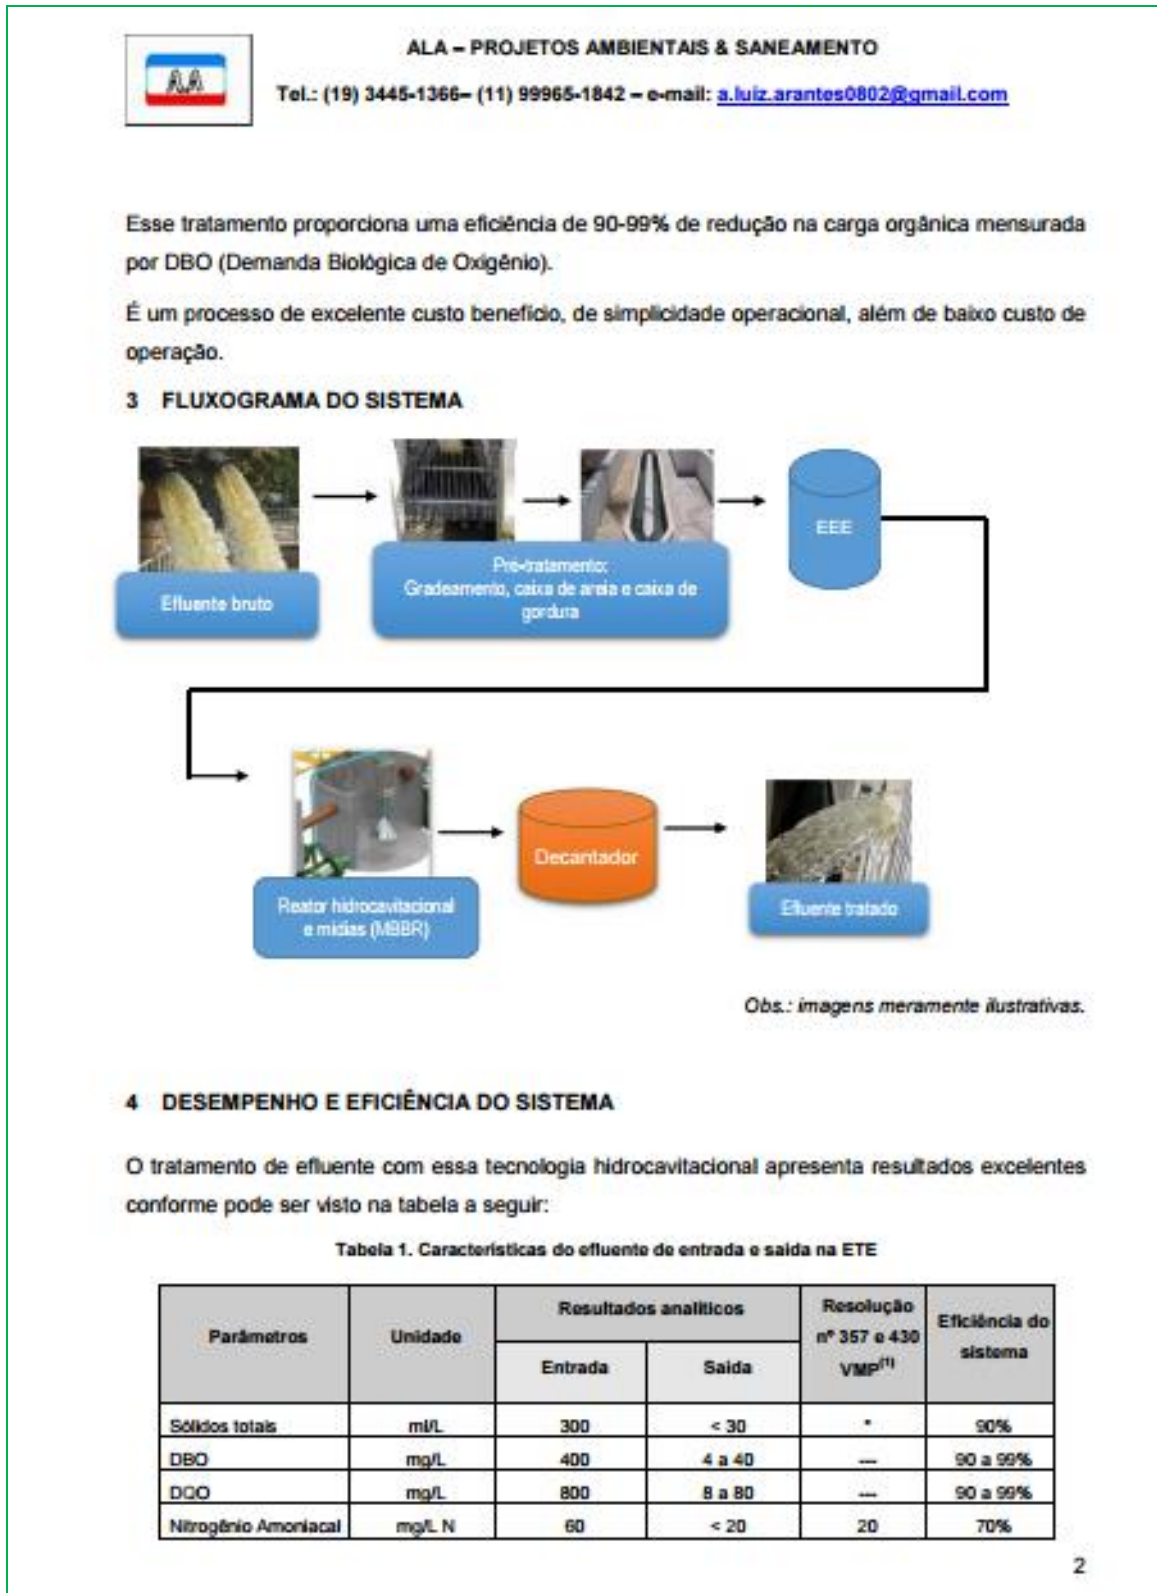 A.A
ALA – PROJETOS AMBIENTAIS & SANEAMENTO
Tel.: (19) 3445-1366– (11) 99965-1842 – e-mail: a.luiz.arantes0802@gmail.com
Esse tratamento proporciona uma eficiência de 90-99% de redução na carga orgânica mensurada
por DBO (Demanda Biológica de Oxigênio).
É um processo de excelente custo benefício, de simplicidade operacional, além de baixo custo de
operação.
3 FLUXOGRAMA DO SISTEMA
Efluente bruto
Pré-tratamento:
Gradeamento, caixa de areia e caixa de
gordura
EEE
Reator hidrocavitacional
e mídias (MBBR)
Decantador
Efluente tratado
Obs.: imagens meramente ilustrativas.
4 DESEMPENHO E EFICIÊNCIA DO SISTEMA
O tratamento de efluente com essa tecnologia hidrocavitacional apresenta resultados excelentes
conforme pode ser visto na tabela a seguir:
Tabela 1. Características do efluente de entrada e saída na ETE
Parâmetros Unidade Resultados analíticos Resolução nº 357 e 430 VMP(1) Eficiência do sistema
Entrada Saída
Sólidos totais ml/L 300 < 30 * 90%
DBO mg/L 400 4 a 40 --- 90 a 99%
DQO mg/L 800 8 a 80 --- 90 a 99%
Nitrogênio Amoniacal mg/L N 60 < 20 20 70%
2